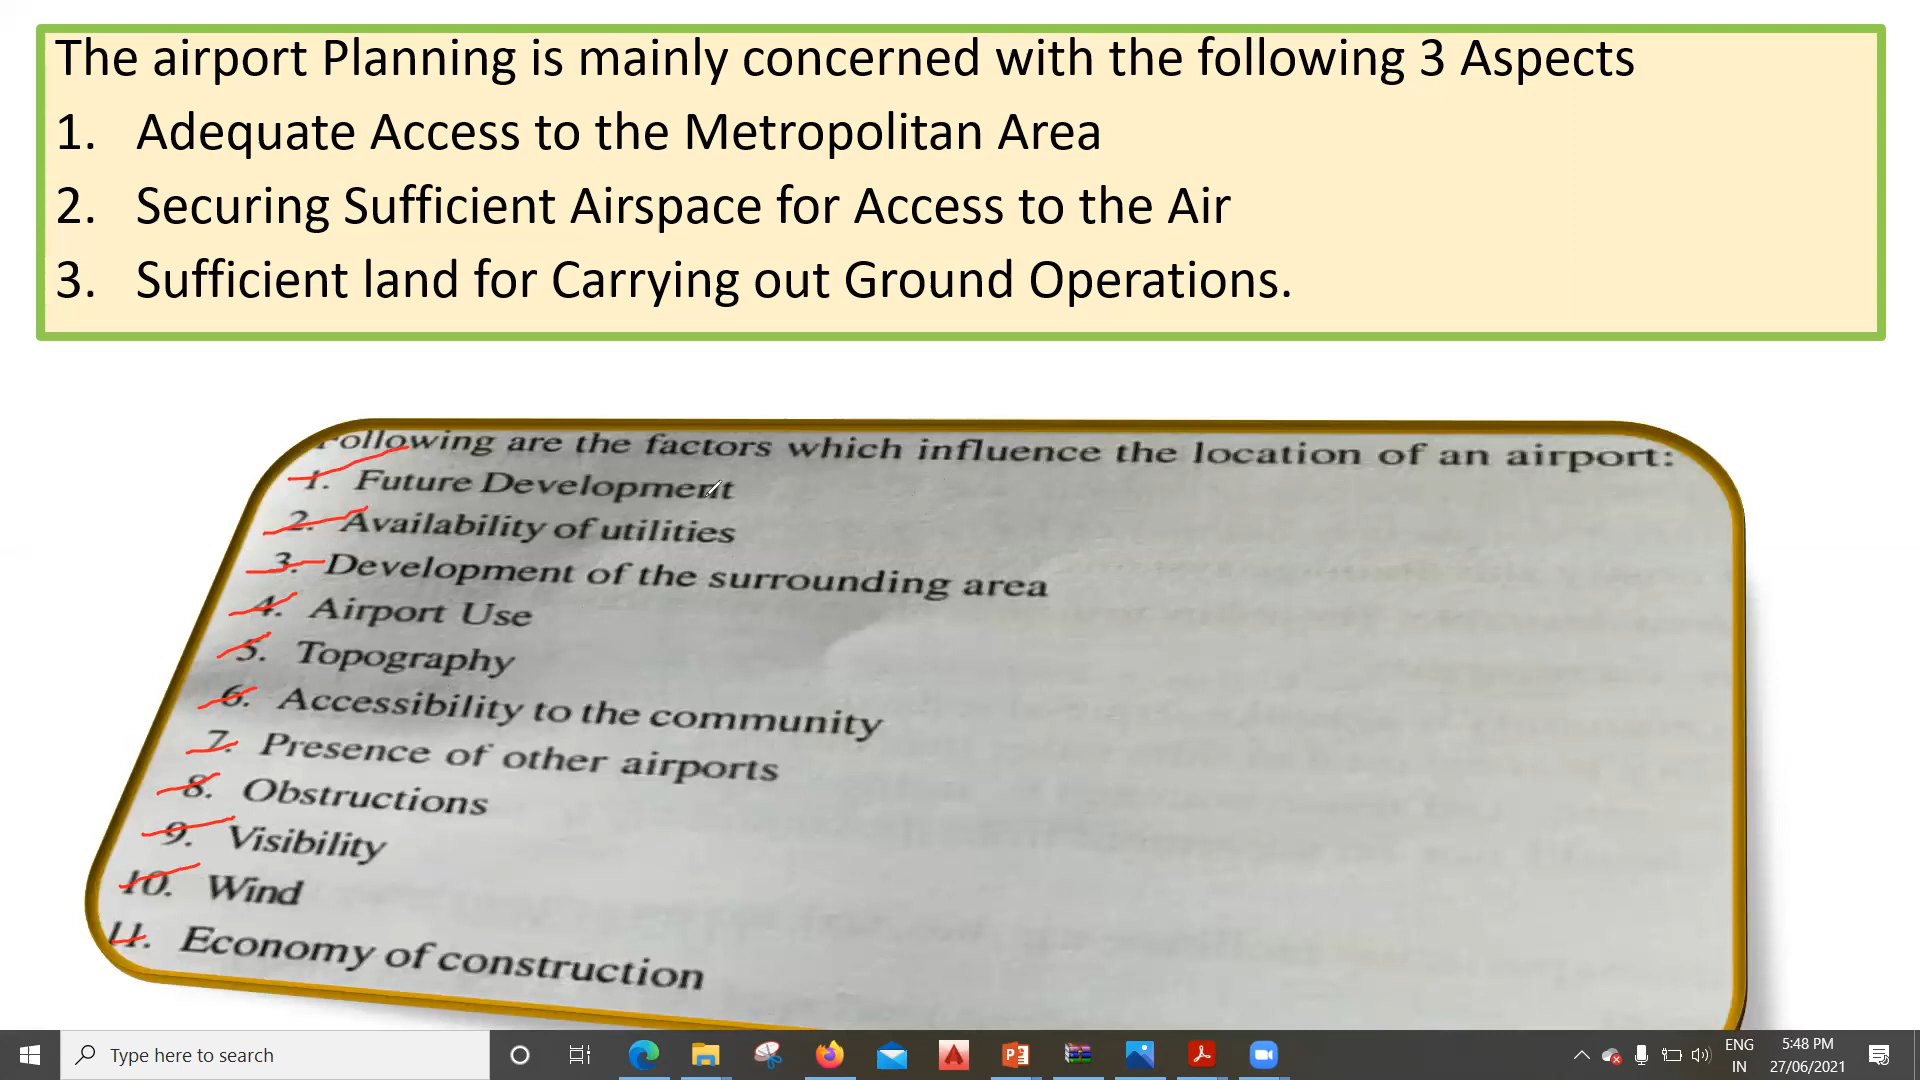 The airport Planning is mainly concerned with the following 3 Aspects
1. Adequate Access to the Metropolitan Area
2. Securing Sufficient Airspace for Access to the Air
3. Sufficient land for Carrying out Ground Operations.
Following are the factors which influence the location of an airport:
1. Future Development
2. Availability of utilities
3. Development of the surrounding area
4. Airport Use
5. Topography
6. Accessibility to the community
7. Presence of other airports
8. Obstructions
9. Visibility
10. Wind
11. Economy of construction
Type here to search
ENG
IN
5:48 PM
27/06/2021